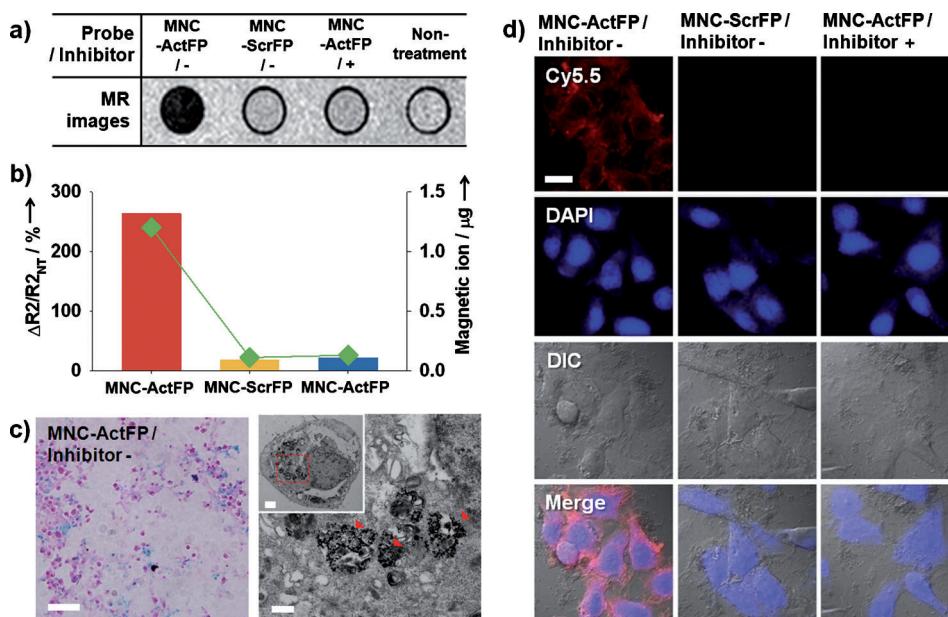 a)
Probe
/ Inhibitor
MNC
-ActFP
/ -
MNC
-ScrFP
/ -
MNC
-ActFP
/ +
Non-
treatment
MR
images
b)
300
200
100
0
ΔR2/R2NT / % →
1.5
1.0
0.5
0.0
Magnetic ion / µg →
MNC-ActFP
MNC-ScrFP
MNC-ActFP
c)
MNC-ActFP /
Inhibitor -
d)
MNC-ActFP /
Inhibitor -
MNC-ScrFP /
Inhibitor -
MNC-ActFP /
Inhibitor +
Cy5.5
DAPI
DIC
Merge